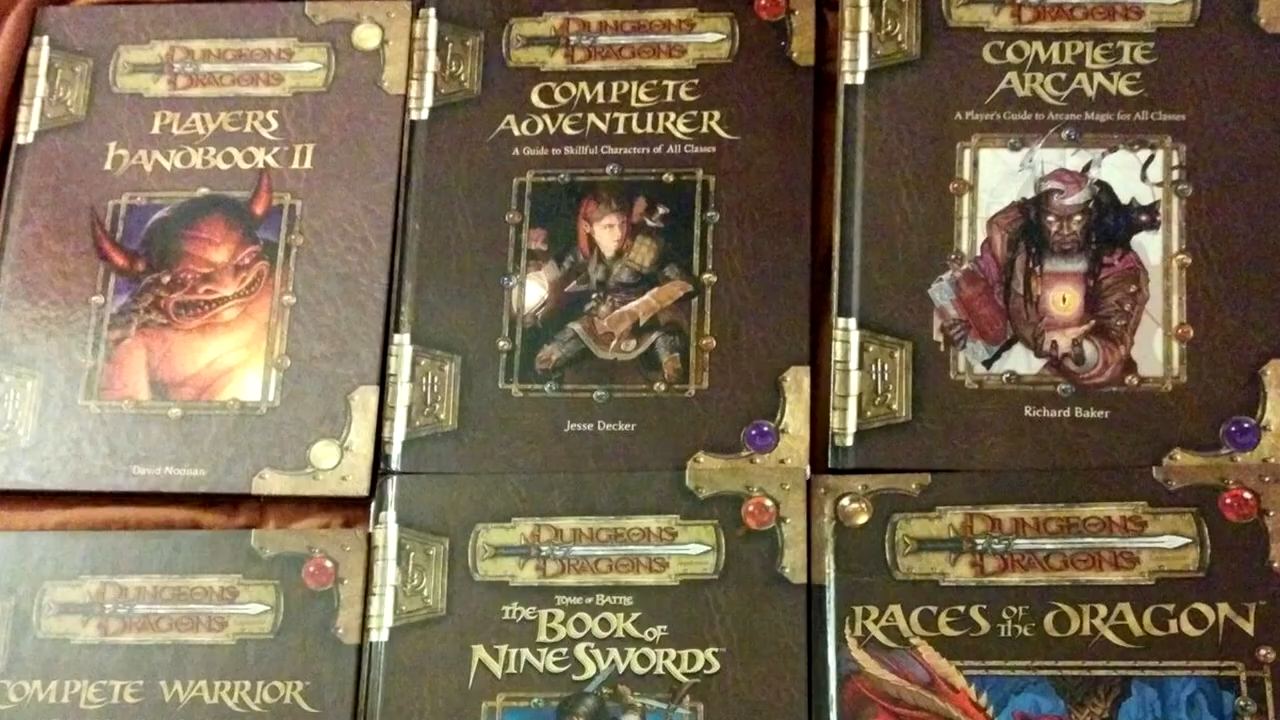 DUNGEONS
DRAGONS
PLAYERS
HANDBOOK II
David Noonan
DUNGEONS
DRAGONS
COMPLETE
ADVENTURER
A Guide to Skillful Characters of All Classes
Jesse Decker
DRAGONS
COMPLETE
ARCANE
A Player's Guide to Arcane Magic for All Classes
Richard Baker
DUNGEONS
DRAGONS
COMPLETE WARRIOR
DUNGEONS
DRAGONS
TOME OF BATTLE
THE BOOK OF
NINE SWORDS
DUNGEONS
DRAGONS
RACES OF THE DRAGON